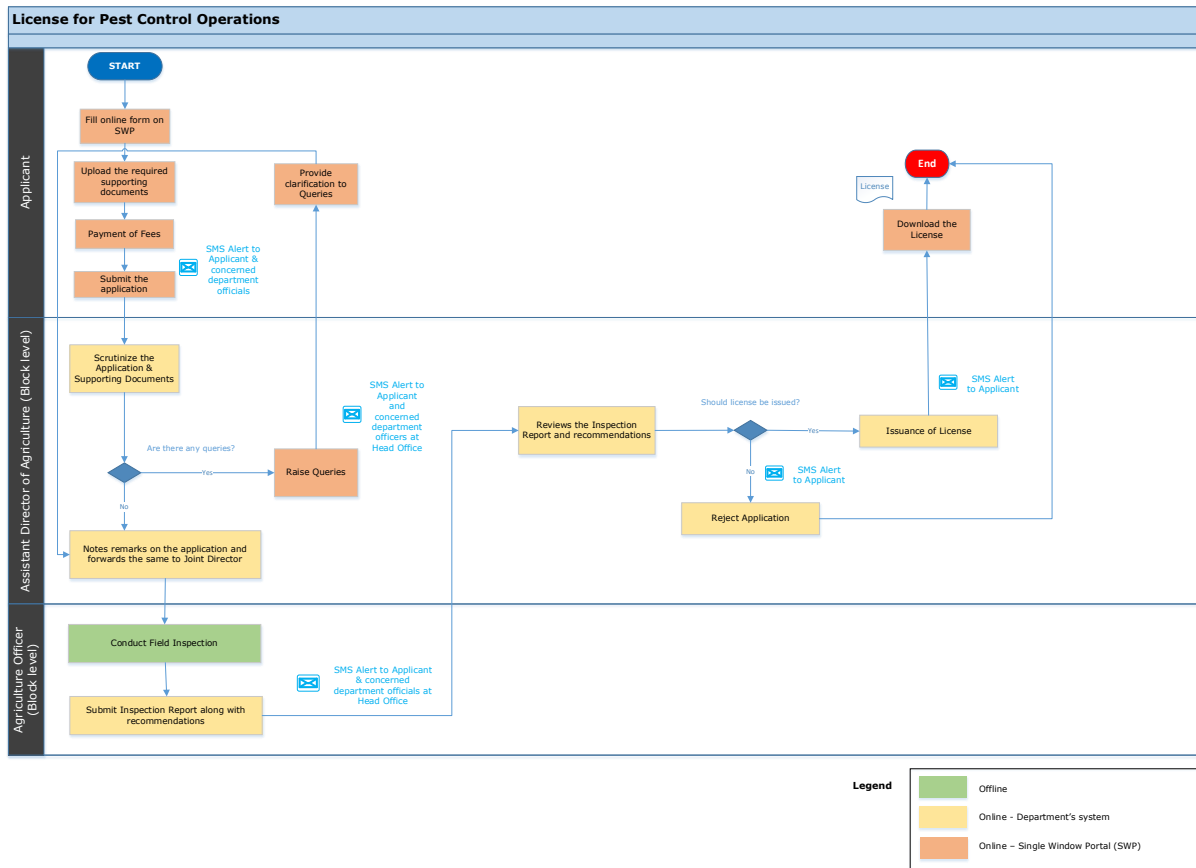 License for Pest Control Operations
Applicant
START
Fill online form on
SWP
Upload the required
supporting
documents
Payment of Fees
Submit the
application
SMS Alert to
Applicant &
concerned
department
officials
Provide
clarification to
Queries
End
License
Download the
License
Assistant Director of Agriculture (Block level)
Scrutinize the
Application &
Supporting Documents
Are there any queries?
Yes
No
Raise Queries
SMS Alert to
Applicant
and
concerned
department
officers at
Head Office
Notes remarks on the application and
forwards the same to Joint Director
Reviews the Inspection
Report and recommendations
Should license be issued?
Yes
No
SMS Alert
to Applicant
Issuance of License
SMS Alert
to Applicant
Reject Application
Agriculture Officer
(Block level)
Conduct Field Inspection
Submit Inspection Report along with
recommendations
SMS Alert to Applicant
& concerned
department officials at
Head Office
Legend
Offline
Online - Department's system
Online – Single Window Portal (SWP)